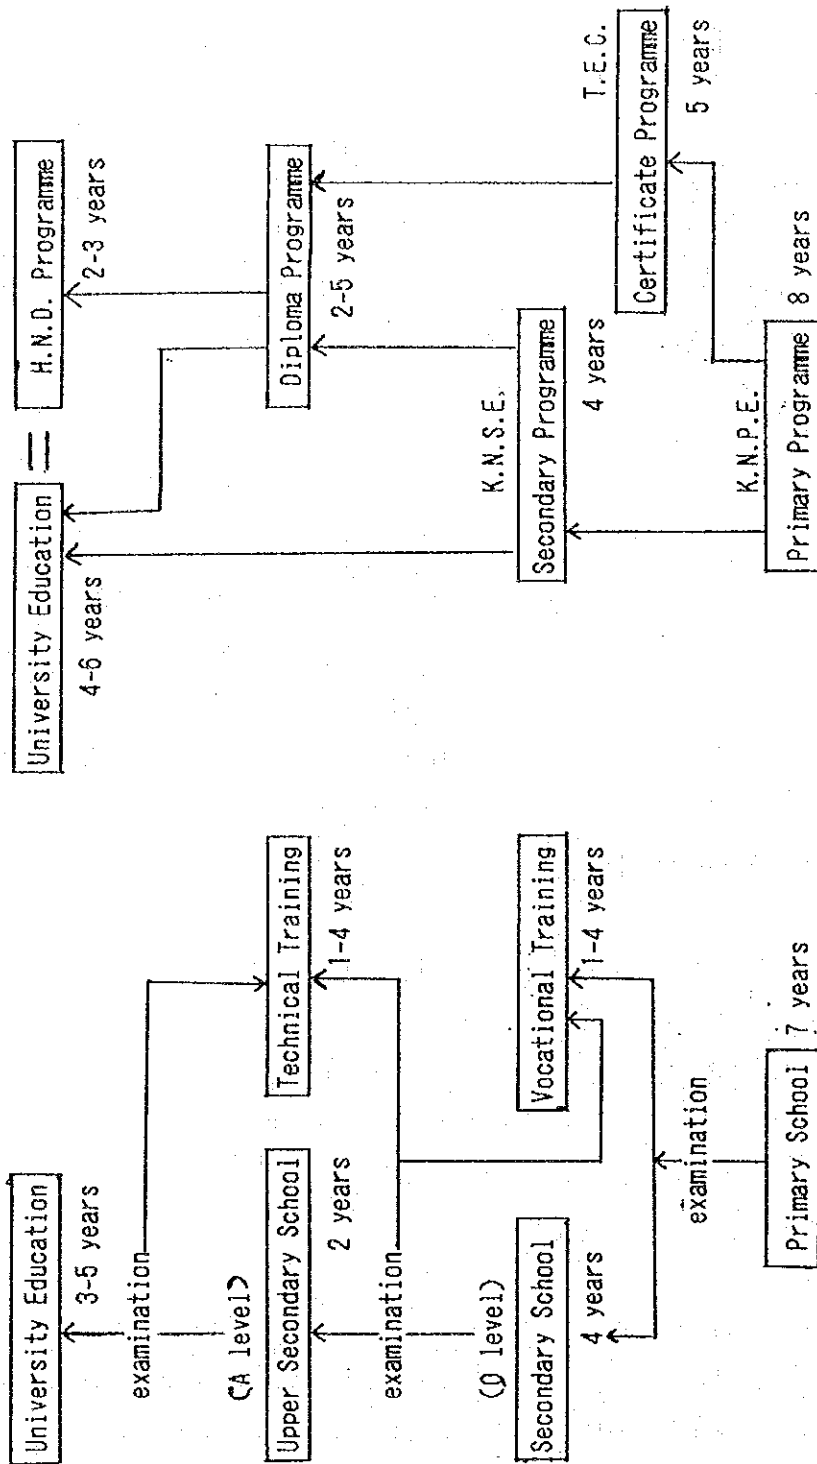 University Education
3-5 years
examination
(A level)
Upper Secondary School
Technical Training
2 years
1-4 years
examination
(O level)
Secondary School
Vocational Training
4 years
1-4 years
examination
Primary School
7 years
University Education = H.N.D. Programme
4-6 years
2-3 years
Diploma Programme
2-5 years
K.N.S.E.
Secondary Programme
4 years
T.E.C.
Certificate Programme
5 years
K.N.P.E.
Primary Programme
8 years